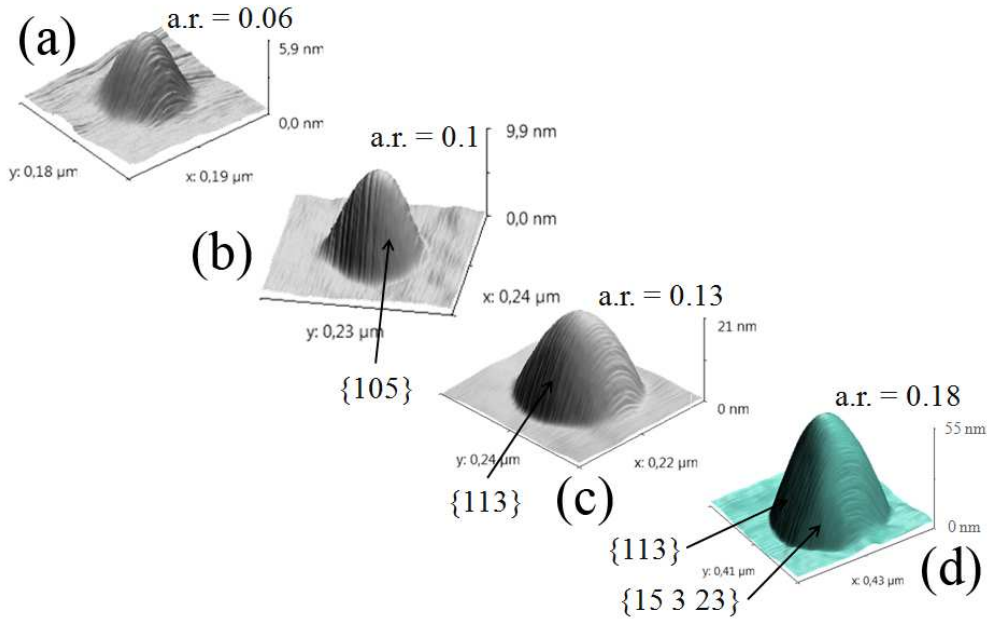 (a)
a.r. = 0.06
5,9 nm
0,0 nm
y: 0,18 µm
x: 0,19 µm
(b)
a.r. = 0.1
9,9 nm
0,0 nm
x: 0,24 µm
y: 0,23 µm
{105}
a.r. = 0.13
21 nm
0 nm
y: 0,24 µm
x: 0,22 µm
{113}
(c)
a.r. = 0.18
55 nm
0 nm
{113}
y: 0,41 µm
x: 0,43 µm
{15 3 23}
(d)